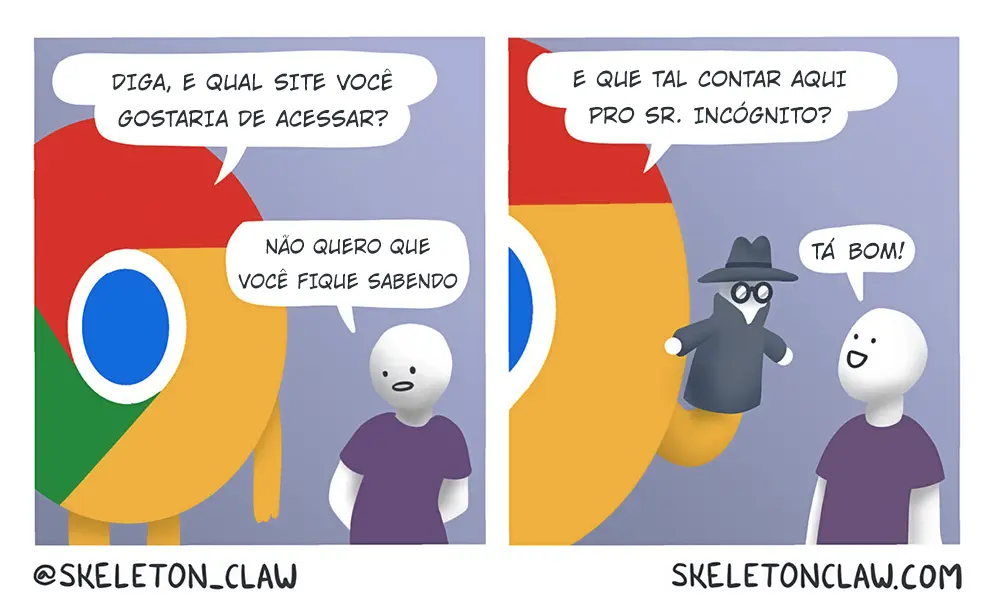 DIGA, E QUAL SITE VOCÊ
GOSTARIA DE ACESSAR?
NÃO QUERO QUE
VOCÊ FIQUE SABENDO
E QUE TAL CONTAR AQUI
PRO SR. INCÓGNITO?
TÁ BOM!
@SKELETON_CLAW
SKELETONCLAW.COM